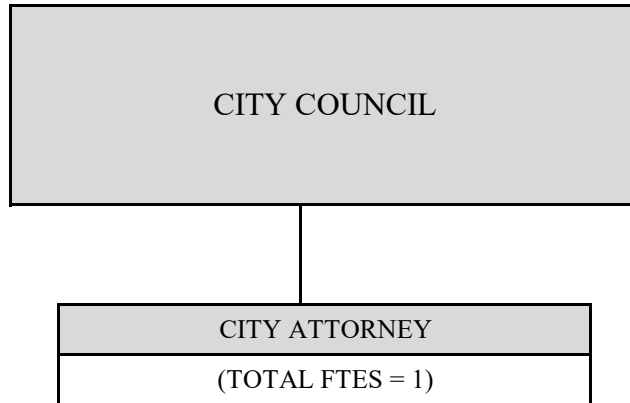 CITY COUNCIL
CITY ATTORNEY
(TOTAL FTES = 1)